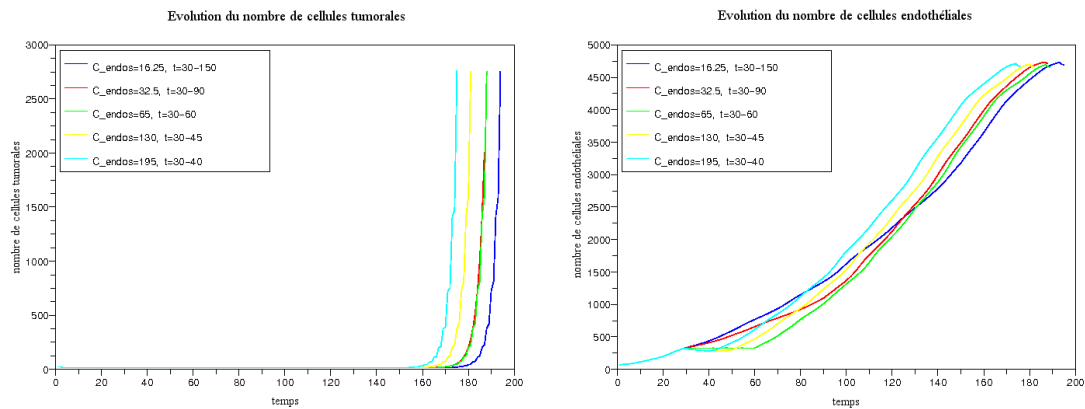 Evolution du nombre de cellules tumorales
3000
2500
2000
1500
1000
500
0
nombre de cellules tumorales
C_endos=16.25, t=30-150
C_endos=32.5, t=30-90
C_endos=65, t=30-60
C_endos=130, t=30-45
C_endos=195, t=30-40
0 20 40 60 80 100 120 140 160 180 200
temps
Evolution du nombre de cellules endothéliales
5000
4500
4000
3500
3000
2500
2000
1500
1000
500
0
nombre de cellules endotheliales
C_endos=16.25, t=30-150
C_endos=32.5, t=30-90
C_endos=65, t=30-60
C_endos=130, t=30-45
C_endos=195, t=30-40
0 20 40 60 80 100 120 140 160 180 200
temps